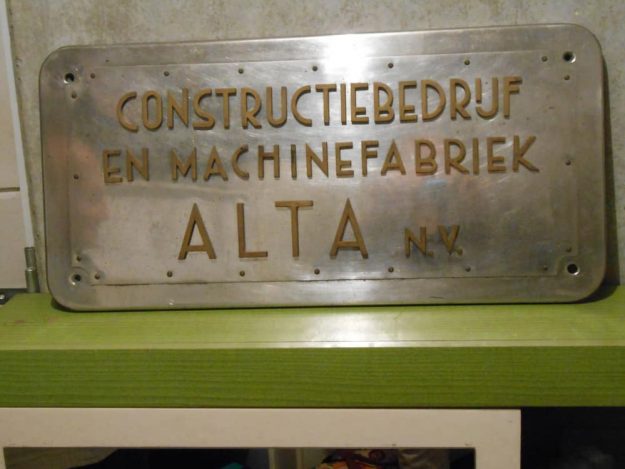 CONSTRUCTIEBEDRIJF
EN MACHINEFABRIEK
ALTA N.V.